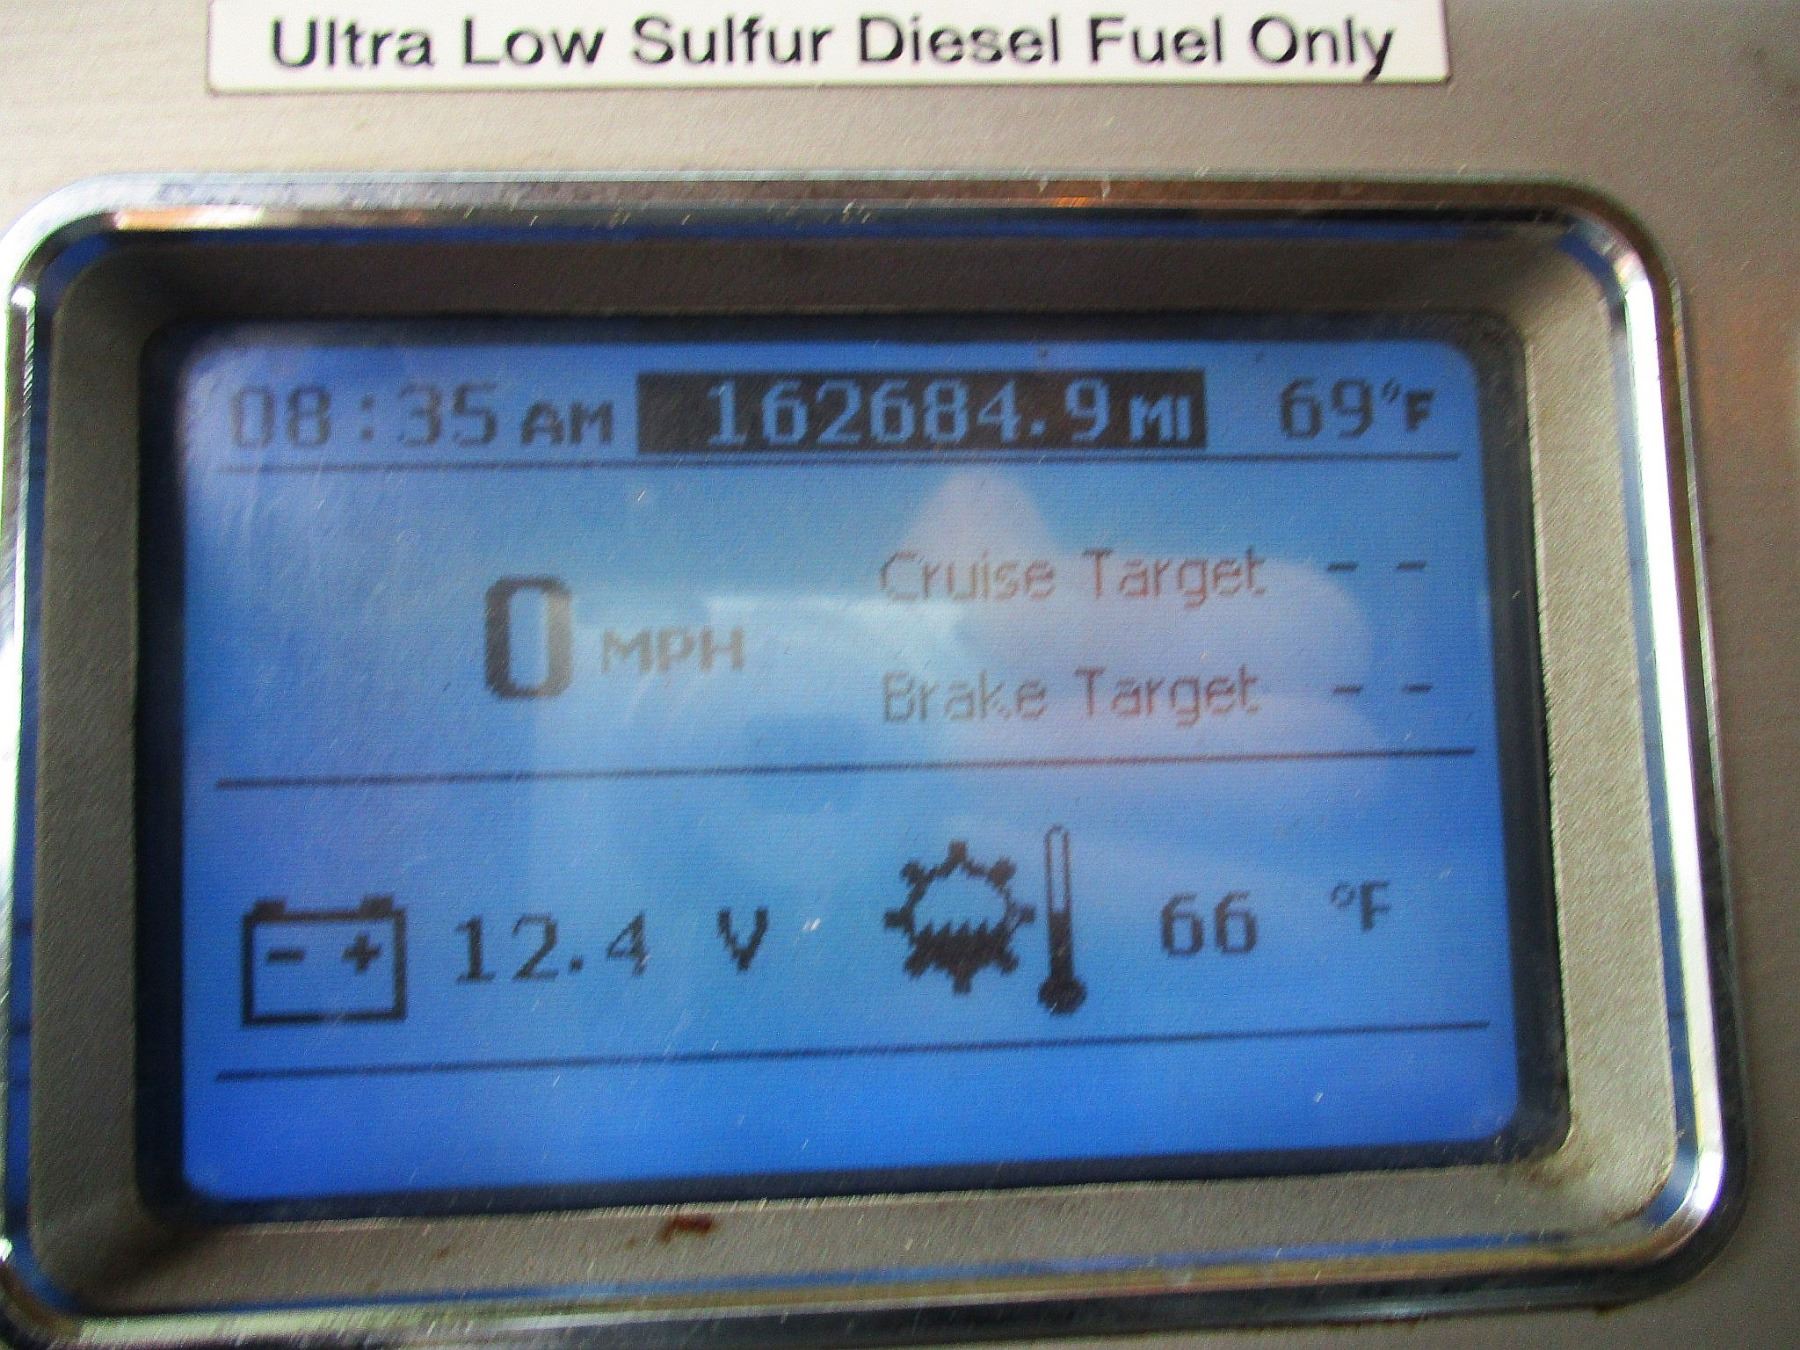 Ultra Low Sulfur Diesel Fuel Only
08:35 AM 162684.9 MI 69°F
Cruise Target - -
0 MPH
Brake Target - -
- + 12.4 V 66 °F